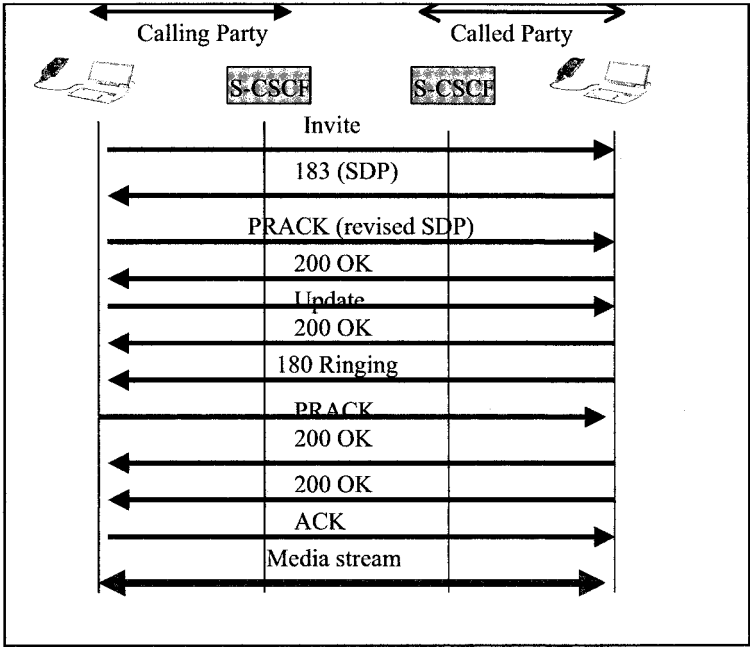 Calling Party
Called Party
S-CSCF
S-CSCF
Invite
183 (SDP)
PRACK (revised SDP)
200 OK
Update
200 OK
180 Ringing
PRACK
200 OK
200 OK
ACK
Media stream